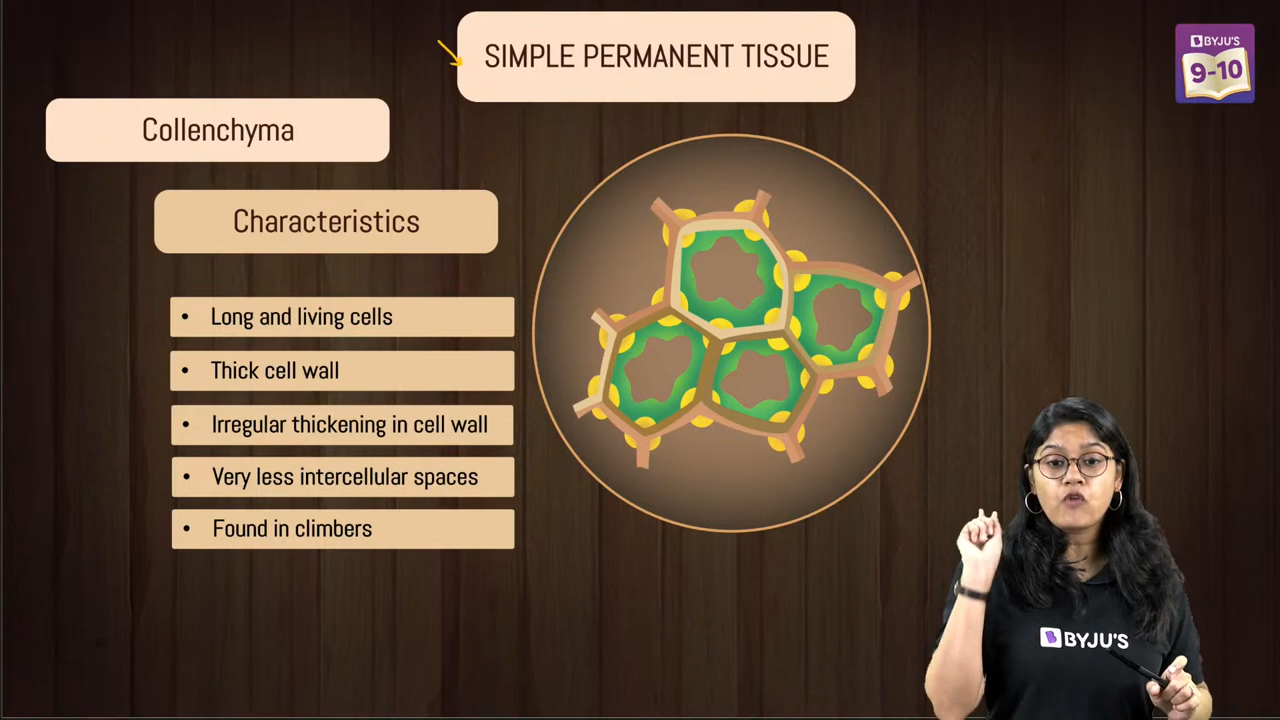 SIMPLE PERMANENT TISSUE
BYJU'S
9-10
Collenchyma
Characteristics
• Long and living cells
• Thick cell wall
• Irregular thickening in cell wall
• Very less intercellular spaces
• Found in climbers
BYJU'S